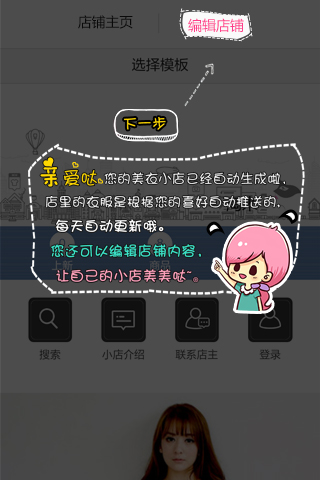 店铺主页
编辑店铺
选择模板
下一步
亲爱哒。您的美衣小店已经自动生成啦,
店里的衣服是根据您的喜好自动推送的,
每天自动更新哦。
您还可以编辑店铺内容,
让自己的小店美美哒~。
上新
商品
搜索
小店介绍
联系店主
登录